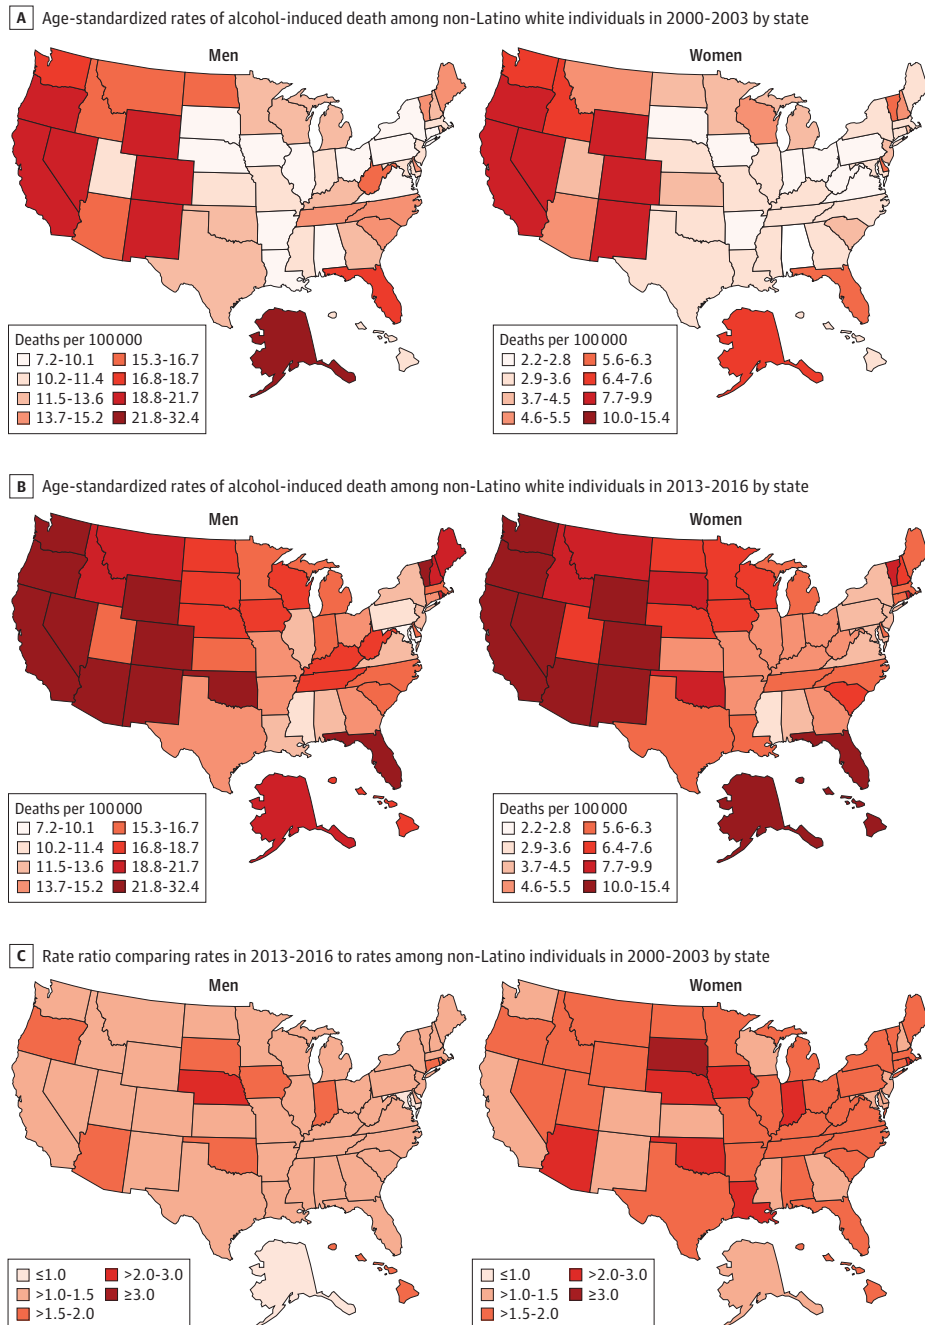 A Age-standardized rates of alcohol-induced death among non-Latino white individuals in 2000-2003 by state
Men
Women
Deaths per 100 000
7.2-10.1 15.3-16.7
10.2-11.4 16.8-18.7
11.5-13.6 18.8-21.7
13.7-15.2 21.8-32.4
Deaths per 100 000
2.2-2.8 5.6-6.3
2.9-3.6 6.4-7.6
3.7-4.5 7.7-9.9
4.6-5.5 10.0-15.4
B Age-standardized rates of alcohol-induced death among non-Latino white individuals in 2013-2016 by state
Men
Women
Deaths per 100 000
7.2-10.1 15.3-16.7
10.2-11.4 16.8-18.7
11.5-13.6 18.8-21.7
13.7-15.2 21.8-32.4
Deaths per 100 000
2.2-2.8 5.6-6.3
2.9-3.6 6.4-7.6
3.7-4.5 7.7-9.9
4.6-5.5 10.0-15.4
C Rate ratio comparing rates in 2013-2016 to rates among non-Latino individuals in 2000-2003 by state
Men
Women
≤1.0 >2.0-3.0
>1.0-1.5 ≥3.0
>1.5-2.0
≤1.0 >2.0-3.0
>1.0-1.5 ≥3.0
>1.5-2.0